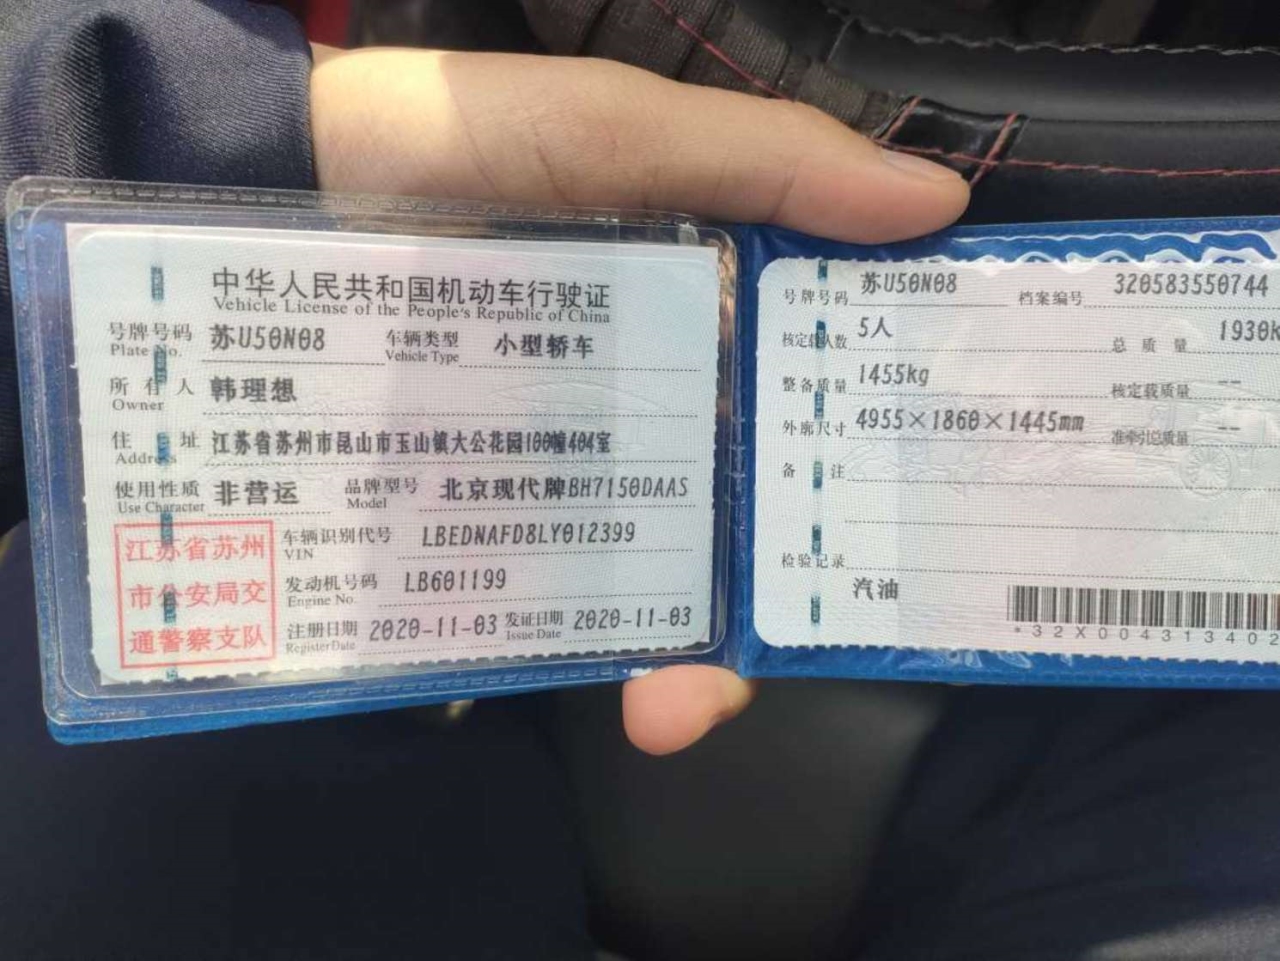 中华人民共和国机动车行驶证
Vehicle License of the People's Republic of China
号牌号码 苏U50N08 车辆类型 小型轿车
Plate No. Vehicle Type
所有人 韩理想
Owner
住址 江苏省苏州市昆山市玉山镇大公花园100幢404室
Address
使用性质 非营运 品牌型号 北京现代牌BH7150DAAS
Use Character Model
江苏省苏州
市公安局交
通警察支队
车辆识别代号 LBEDNAFD8LY012399
VIN
发动机号码 LB601199
Engine No.
注册日期 2020-11-03 发证日期 2020-11-03
Register Date Issue Date
号牌号码 苏U50N08 档案编号 320583550744
核定载人数 5人 总质量 1930k
整备质量 1455kg 核定载质量 --
外廓尺寸 4955×1860×1445mm 准牵引总质量 --
备注
检验记录
汽油
*32X004313402